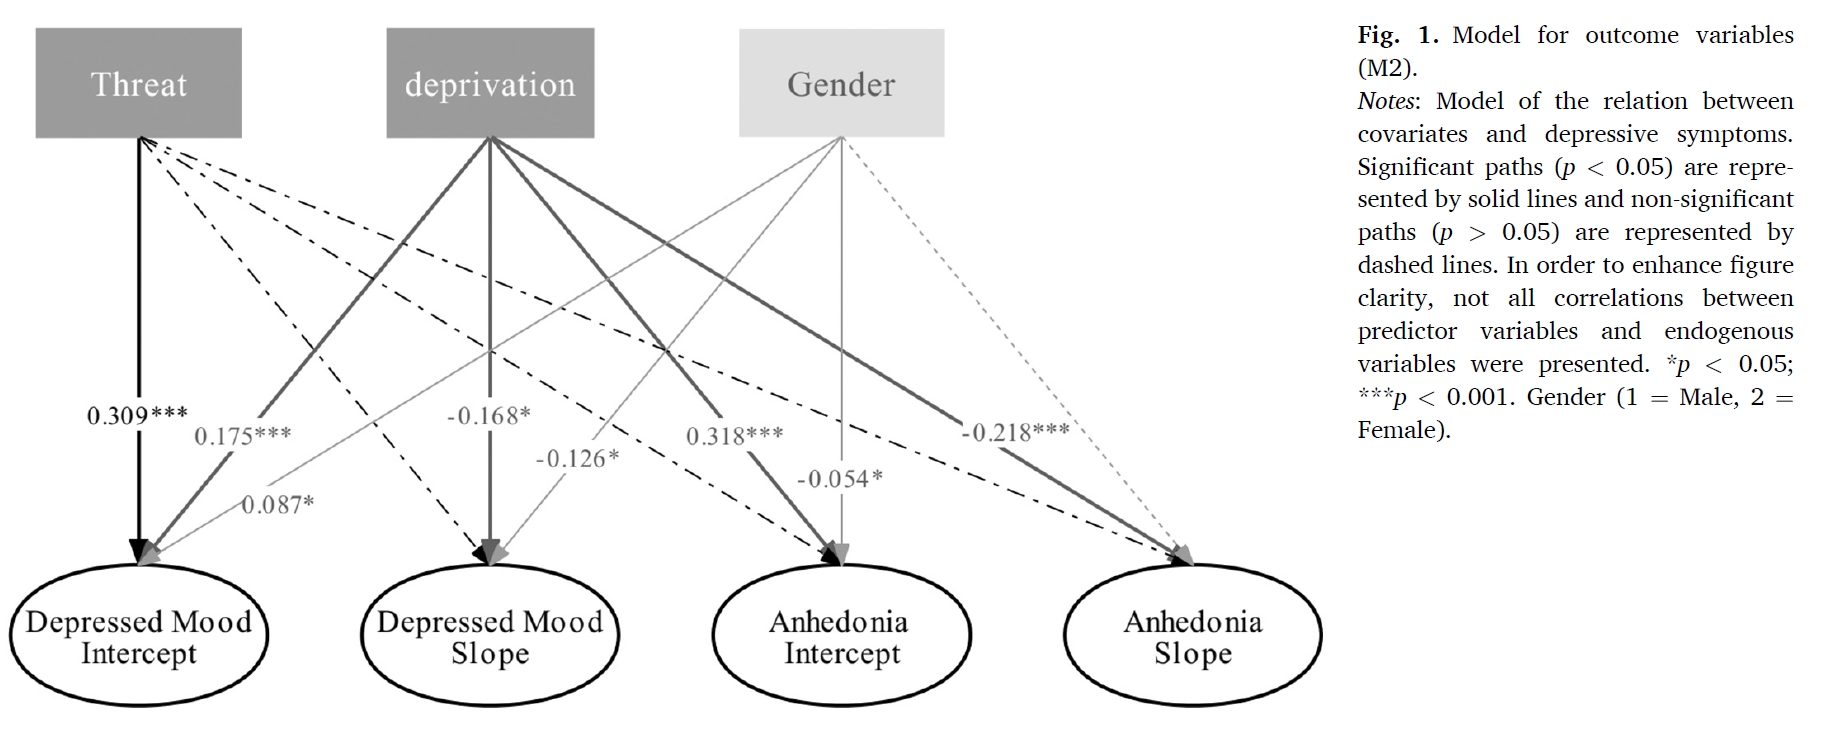 Threat
deprivation
Gender
0.309***
0.175***
0.087*
-0.168*
-0.126*
0.318***
-0.054*
-0.218***
Depressed Mood
Intercept
Depressed Mood
Slope
Anhedonia
Intercept
Anhedonia
Slope
Fig. 1. Model for outcome variables
(M2).
Notes: Model of the relation between
covariates and depressive symptoms.
Significant paths (p < 0.05) are repre-
sented by solid lines and non-significant
paths (p > 0.05) are represented by
dashed lines. In order to enhance figure
clarity, not all correlations between
predictor variables and endogenous
variables were presented. *p < 0.05;
***p < 0.001. Gender (1 = Male, 2 =
Female).